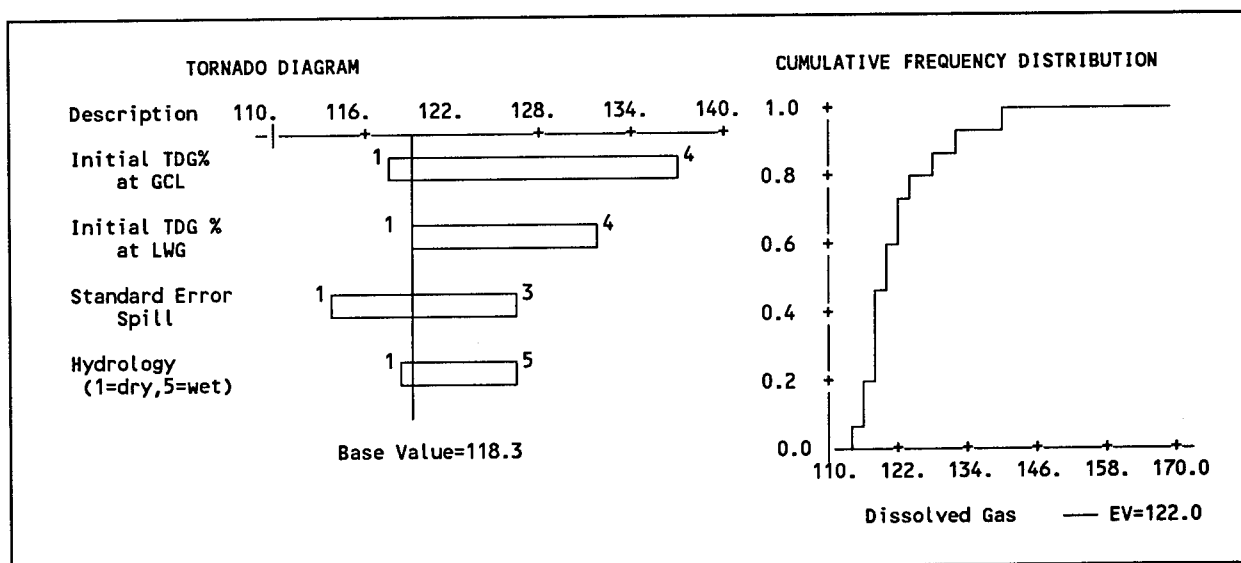 TORNADO DIAGRAM
Description 110. 116. 122. 128. 134. 140.
Initial TDG%
at GCL
1 4
Initial TDG %
at LWG
1 4
Standard Error
Spill
1 3
Hydrology
(1=dry,5=wet)
1 5
Base Value=118.3
CUMULATIVE FREQUENCY DISTRIBUTION
1.0
0.8
0.6
0.4
0.2
0.0
110. 122. 134. 146. 158. 170.0
Dissolved Gas — EV=122.0